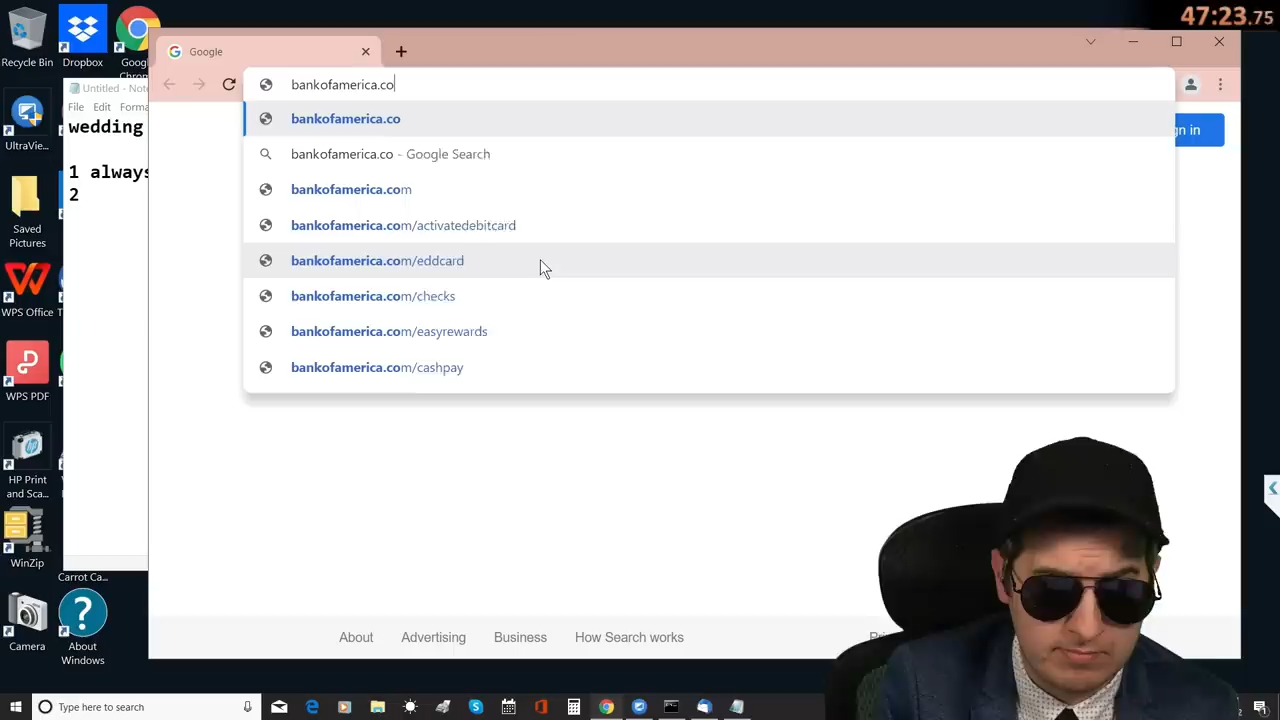 47:23.75
Recycle Bin
Dropbox
Google
Untitled - Note
File Edit Forma
wedding
1 always
2
UltraVie...
Saved
Pictures
WPS Office
WPS PDF
HP Print
and Sca...
WinZip
Carrot Ca...
Camera
About
Windows
Google
bankofamerica.co
bankofamerica.co
bankofamerica.co - Google Search
bankofamerica.com
bankofamerica.com/activatedebitcard
bankofamerica.com/eddcard
bankofamerica.com/checks
bankofamerica.com/easyrewards
bankofamerica.com/cashpay
gn in
About Advertising Business How Search works
Type here to search